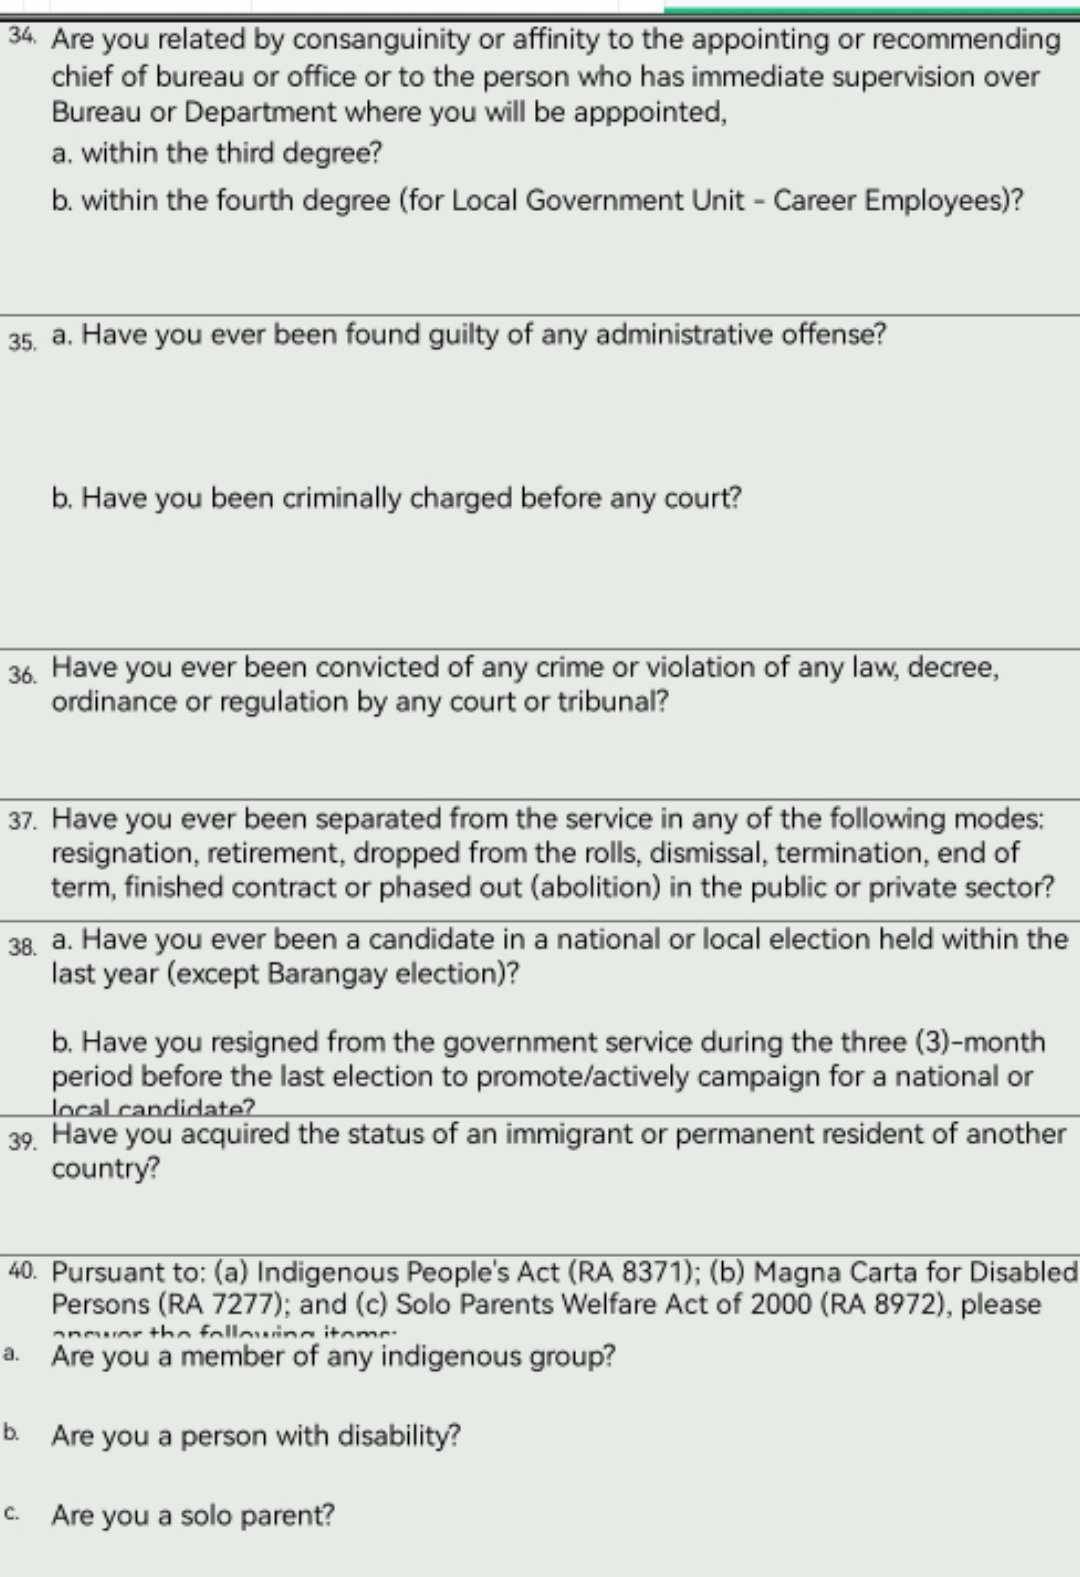 34. Are you related by consanguinity or affinity to the appointing or recommending
chief of bureau or office or to the person who has immediate supervision over
Bureau or Department where you will be apppointed,
a. within the third degree?
b. within the fourth degree (for Local Government Unit - Career Employees)?
35. a. Have you ever been found guilty of any administrative offense?
b. Have you been criminally charged before any court?
36. Have you ever been convicted of any crime or violation of any law, decree,
ordinance or regulation by any court or tribunal?
37. Have you ever been separated from the service in any of the following modes:
resignation, retirement, dropped from the rolls, dismissal, termination, end of
term, finished contract or phased out (abolition) in the public or private sector?
38. a. Have you ever been a candidate in a national or local election held within the
last year (except Barangay election)?
b. Have you resigned from the government service during the three (3)-month
period before the last election to promote/actively campaign for a national or
local candidate?
39. Have you acquired the status of an immigrant or permanent resident of another
country?
40. Pursuant to: (a) Indigenous People's Act (RA 8371); (b) Magna Carta for Disabled
Persons (RA 7277); and (c) Solo Parents Welfare Act of 2000 (RA 8972), please
answer the following items:
a. Are you a member of any indigenous group?
b. Are you a person with disability?
c. Are you a solo parent?